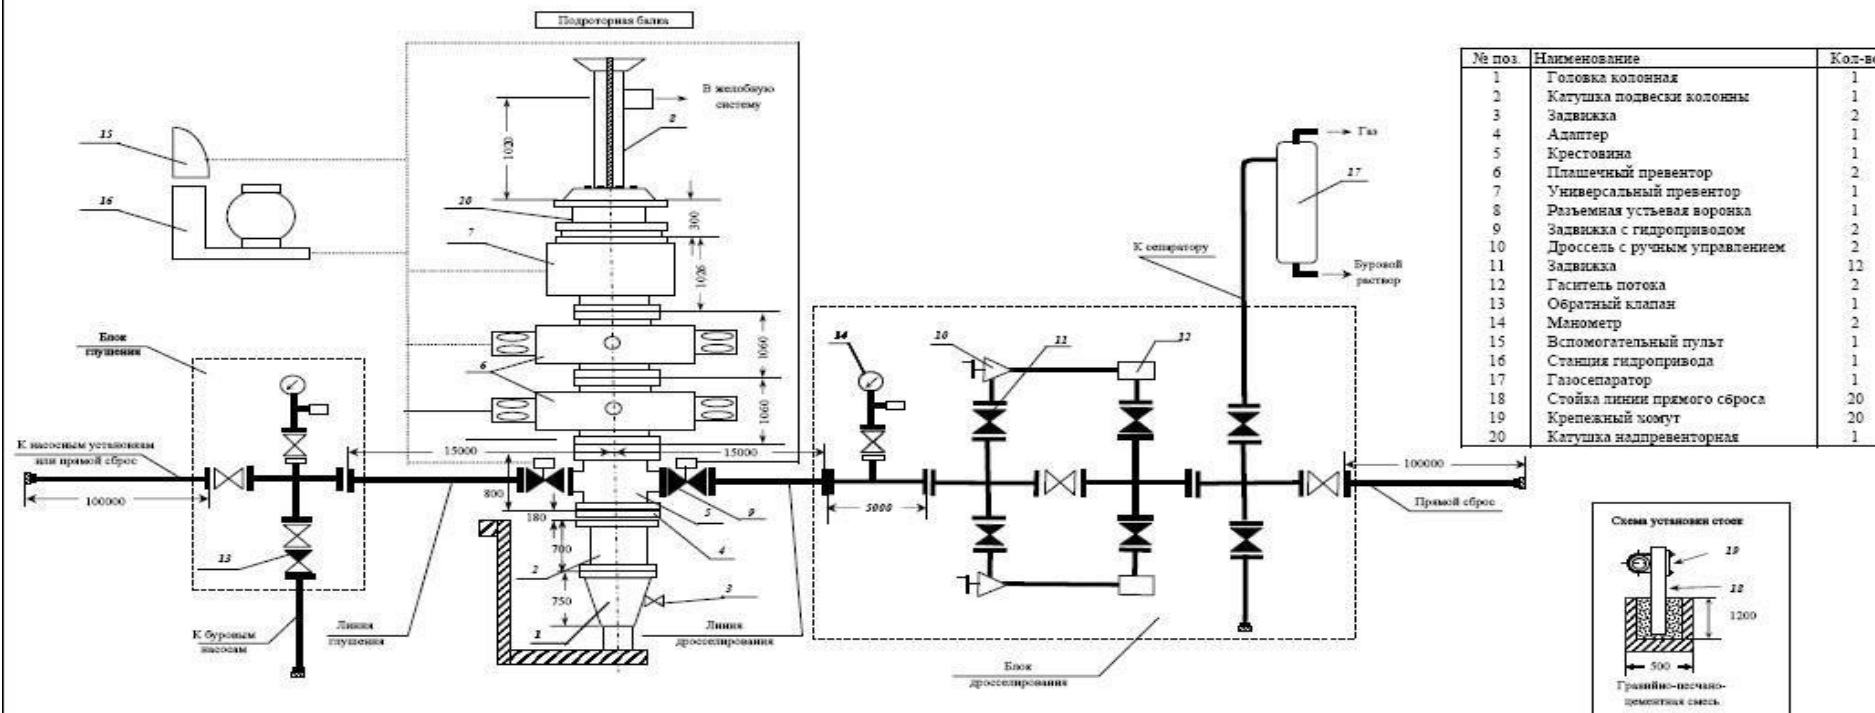 Подроторная балка
В желобную
систему
8
1020
15
16
20
300
7
1026
Газ
17
К сепаратору
Буровой
раствор
Блок
глушения
6
1060
1060
14
10
11
12
К насосным установкам
или прямой сброс
100000
15000
15000
800
180
5
9
5000
100000
Прямой сброс
13
700
2
4
750
3
1
К буровым
насосам
Линия
глушения
Линия
дросселирования
Блок
дросселирования
№ поз. Наименование Кол-во
1 Головка колонная 1
2 Катушка подвески колонны 1
3 Задвижка 2
4 Адаптер 1
5 Крестовина 1
6 Плашечный превентор 2
7 Универсальный превентор 1
8 Разъемная устьевая воронка 1
9 Задвижка с гидроприводом 2
10 Дроссель с ручным управлением 2
11 Задвижка 12
12 Гаситель потока 2
13 Обратный клапан 1
14 Манометр 2
15 Вспомогательный пульт 1
16 Станция гидропривода 1
17 Газосепаратор 1
18 Стойка линии прямого сброса 20
19 Крепежный хомут 20
20 Катушка надпревенторная 1
Схема установки стоек
19
18
1200
500
Гравийно-песчано-
цементная смесь